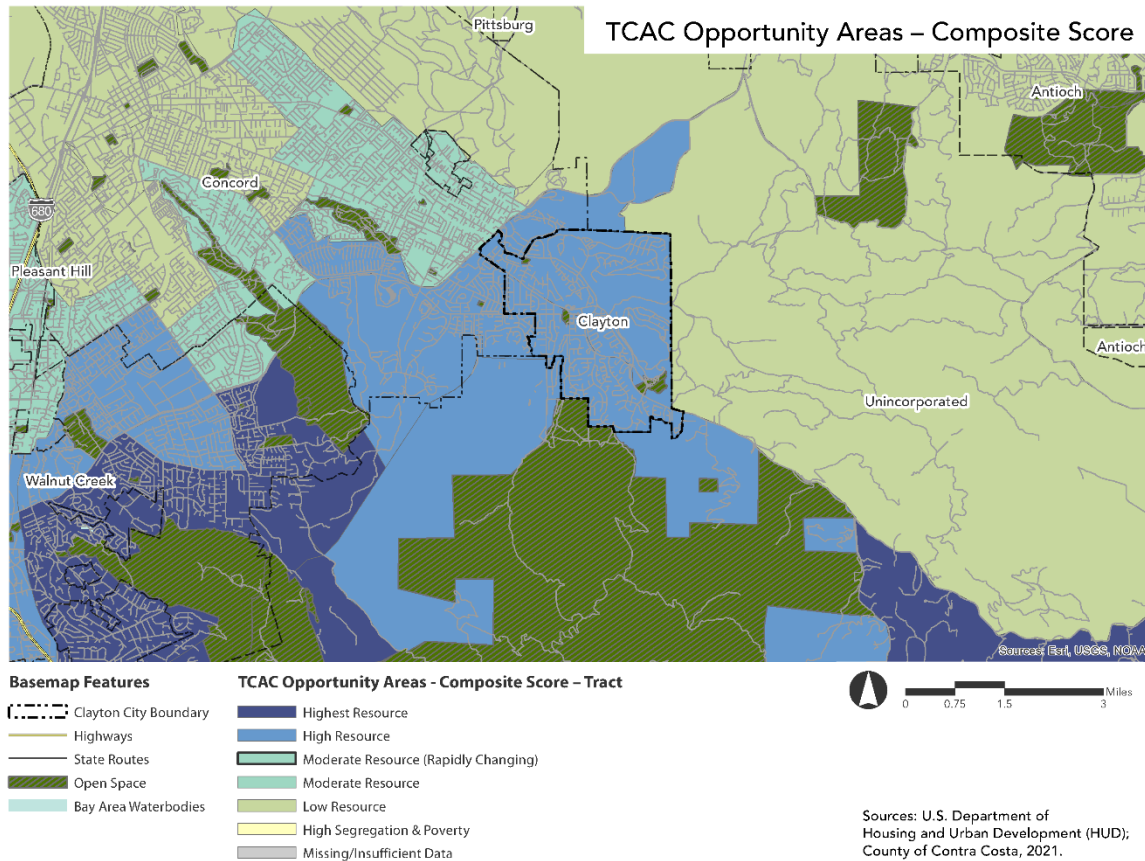 TCAC Opportunity Areas – Composite Score
Pittsburg
Antioch
Concord
680
Pleasant Hill
Clayton
Antioch
Unincorporated
Walnut Creek
Sources: Esri, USGS, NOAA
Basemap Features
Clayton City Boundary
Highways
State Routes
Open Space
Bay Area Waterbodies
TCAC Opportunity Areas - Composite Score – Tract
Highest Resource
High Resource
Moderate Resource (Rapidly Changing)
Moderate Resource
Low Resource
High Segregation & Poverty
Missing/Insufficient Data
Miles
0 0.75 1.5 3
Sources: U.S. Department of
Housing and Urban Development (HUD);
County of Contra Costa, 2021.